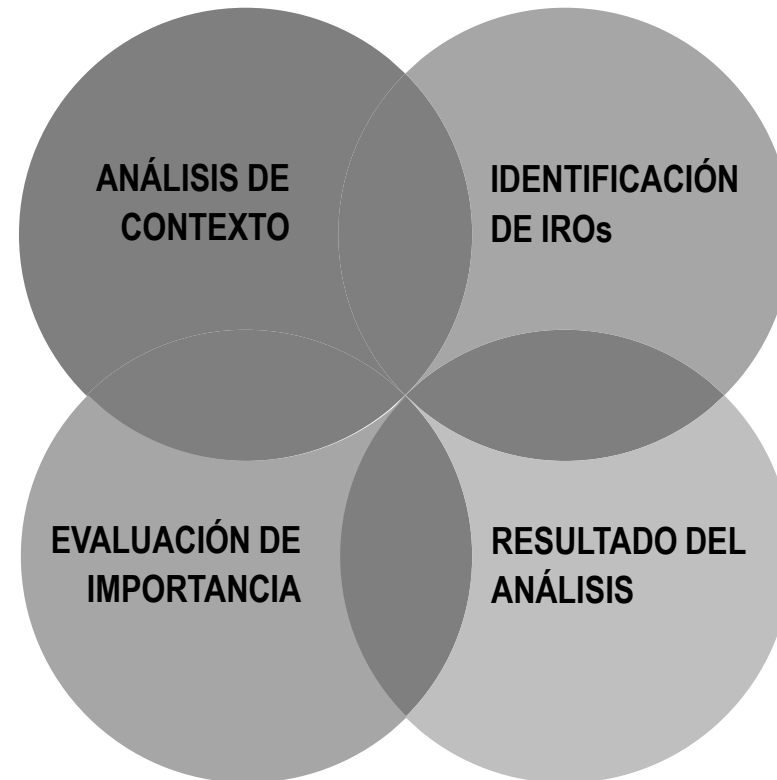 ANÁLISIS DE
CONTEXTO
IDENTIFICACIÓN
DE IROs
EVALUACIÓN DE
IMPORTANCIA
RESULTADO DEL
ANÁLISIS